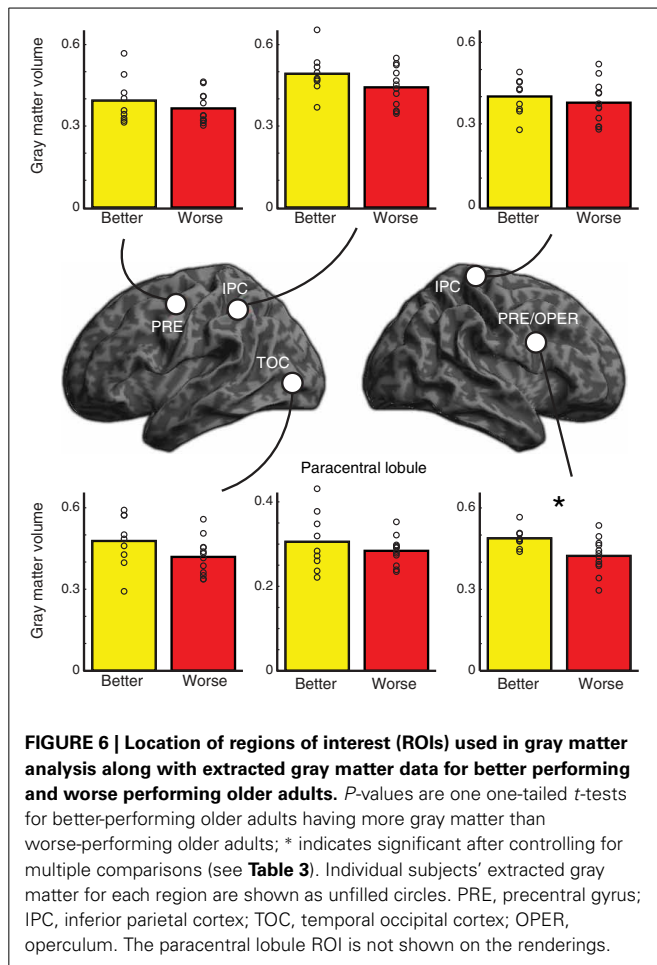 0.6
0.3
0
Gray matter volume
Better Worse
Better Worse
0.6
0.3
0
Better Worse
PRE
IPC
TOC
IPC
PRE/OPER
Paracentral lobule
0.6
0.3
0
Gray matter volume
Better Worse
0.4
0.2
0
Better Worse
*
0.6
0.3
0
Better Worse
FIGURE 6 | Location of regions of interest (ROIs) used in gray matter
analysis along with extracted gray matter data for better performing
and worse performing older adults. P-values are one one-tailed t-tests
for better-performing older adults having more gray matter than
worse-performing older adults; * indicates significant after controlling for
multiple comparisons (see Table 3). Individual subjects' extracted gray
matter for each region are shown as unfilled circles. PRE, precentral gyrus;
IPC, inferior parietal cortex; TOC, temporal occipital cortex; OPER,
operculum. The paracentral lobule ROI is not shown on the renderings.